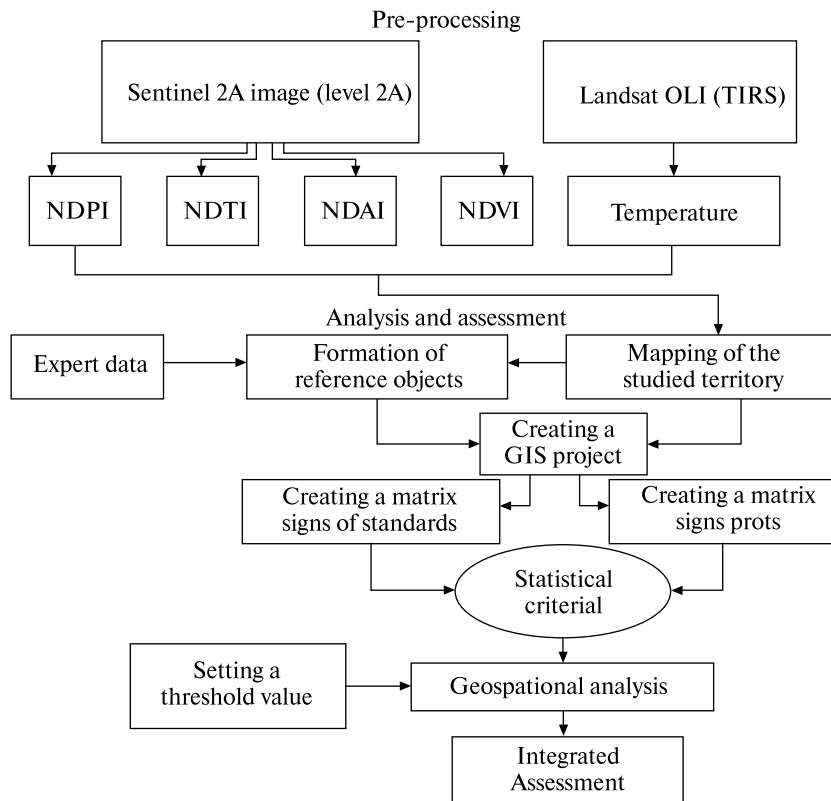 Pre-processing
Sentinel 2A image (level 2A)
Landsat OLI (TIRS)
NDPI
NDTI
NDAI
NDVI
Temperature
Analysis and assessment
Expert data
Formation of
reference objects
Mapping of the
studied territory
Creating a
GIS project
Creating a matrix
signs of standards
Creating a matrix
signs prots
Statistical
criterial
Setting a
threshold value
Geospational analysis
Integrated
Assessment